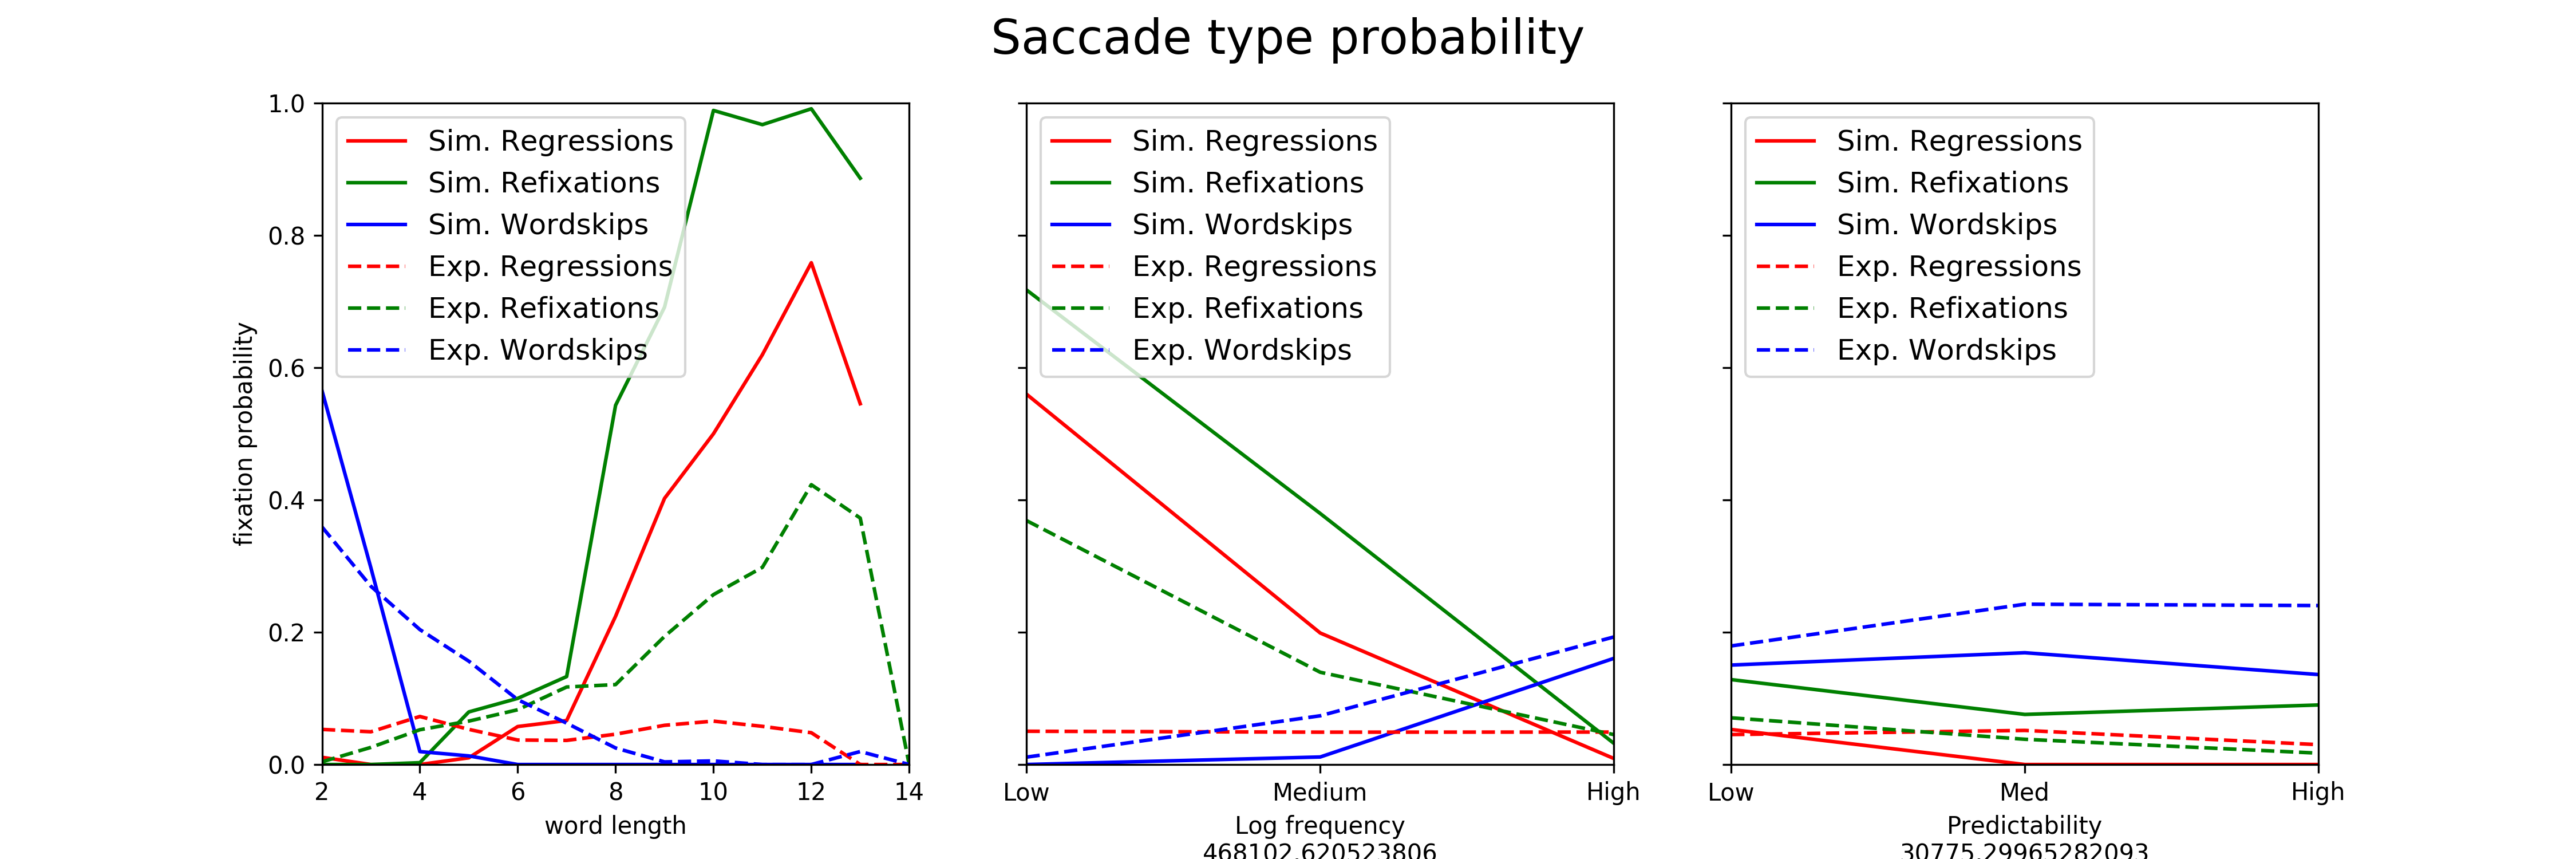 Saccade type probability
fixation probability
1.0
0.8
0.6
0.4
0.2
0.0
Sim. Regressions
Sim. Refixations
Sim. Wordskips
Exp. Regressions
Exp. Refixations
Exp. Wordskips
2 4 6 8 10 12 14
word length
Sim. Regressions
Sim. Refixations
Sim. Wordskips
Exp. Regressions
Exp. Refixations
Exp. Wordskips
Low Medium High
Log frequency
468102.620523806
Sim. Regressions
Sim. Refixations
Sim. Wordskips
Exp. Regressions
Exp. Refixations
Exp. Wordskips
Low Med High
Predictability
30775.29965282093